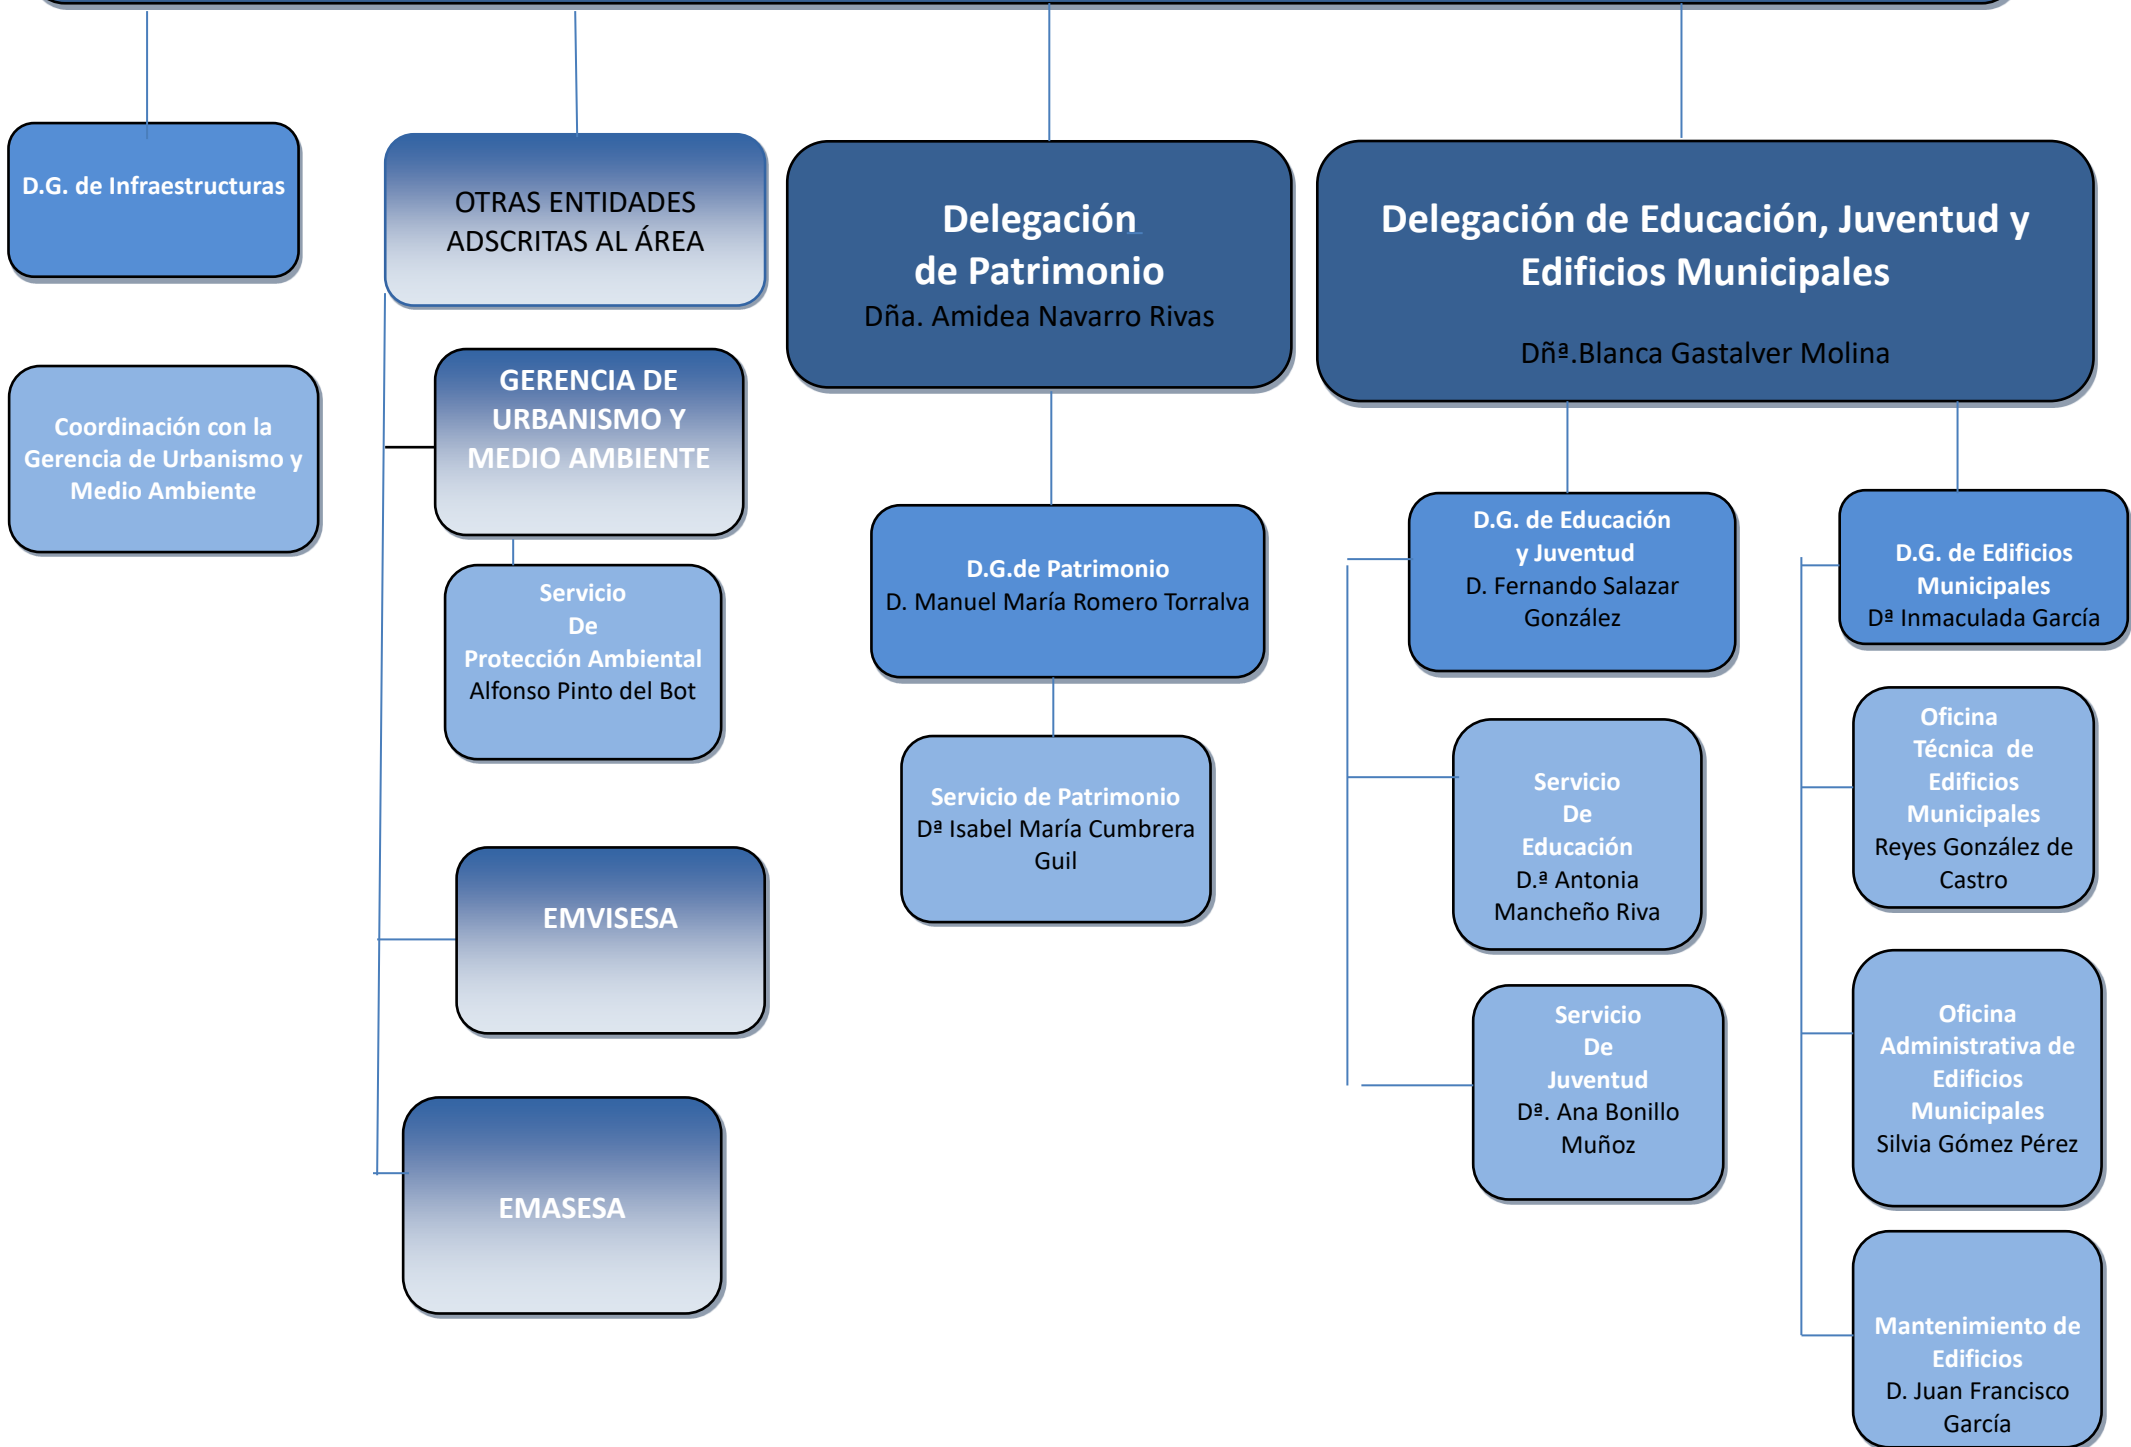 D.G. de Infraestructuras
Coordinación con la
Gerencia de Urbanismo y
Medio Ambiente
OTRAS ENTIDADES
ADSCRITAS AL ÁREA
GERENCIA DE
URBANISMO Y
MEDIO AMBIENTE
Servicio
De
Protección Ambiental
Alfonso Pinto del Bot
EMVISESA
EMASESA
Delegación
de Patrimonio
Dña. Amidea Navarro Rivas
D.G.de Patrimonio
D. Manuel María Romero Torralva
Servicio de Patrimonio
Dª Isabel María Cumbrera
Guil
Delegación de Educación, Juventud y
Edificios Municipales
Dñª.Blanca Gastalver Molina
D.G. de Educación
y Juventud
D. Fernando Salazar
González
Servicio
De
Educación
D.ª Antonia
Mancheño Riva
Servicio
De
Juventud
Dª. Ana Bonillo
Muñoz
D.G. de Edificios
Municipales
Dª Inmaculada García
Oficina
Técnica de
Edificios
Municipales
Reyes González de
Castro
Oficina
Administrativa de
Edificios
Municipales
Silvia Gómez Pérez
Mantenimiento de
Edificios
D. Juan Francisco
García